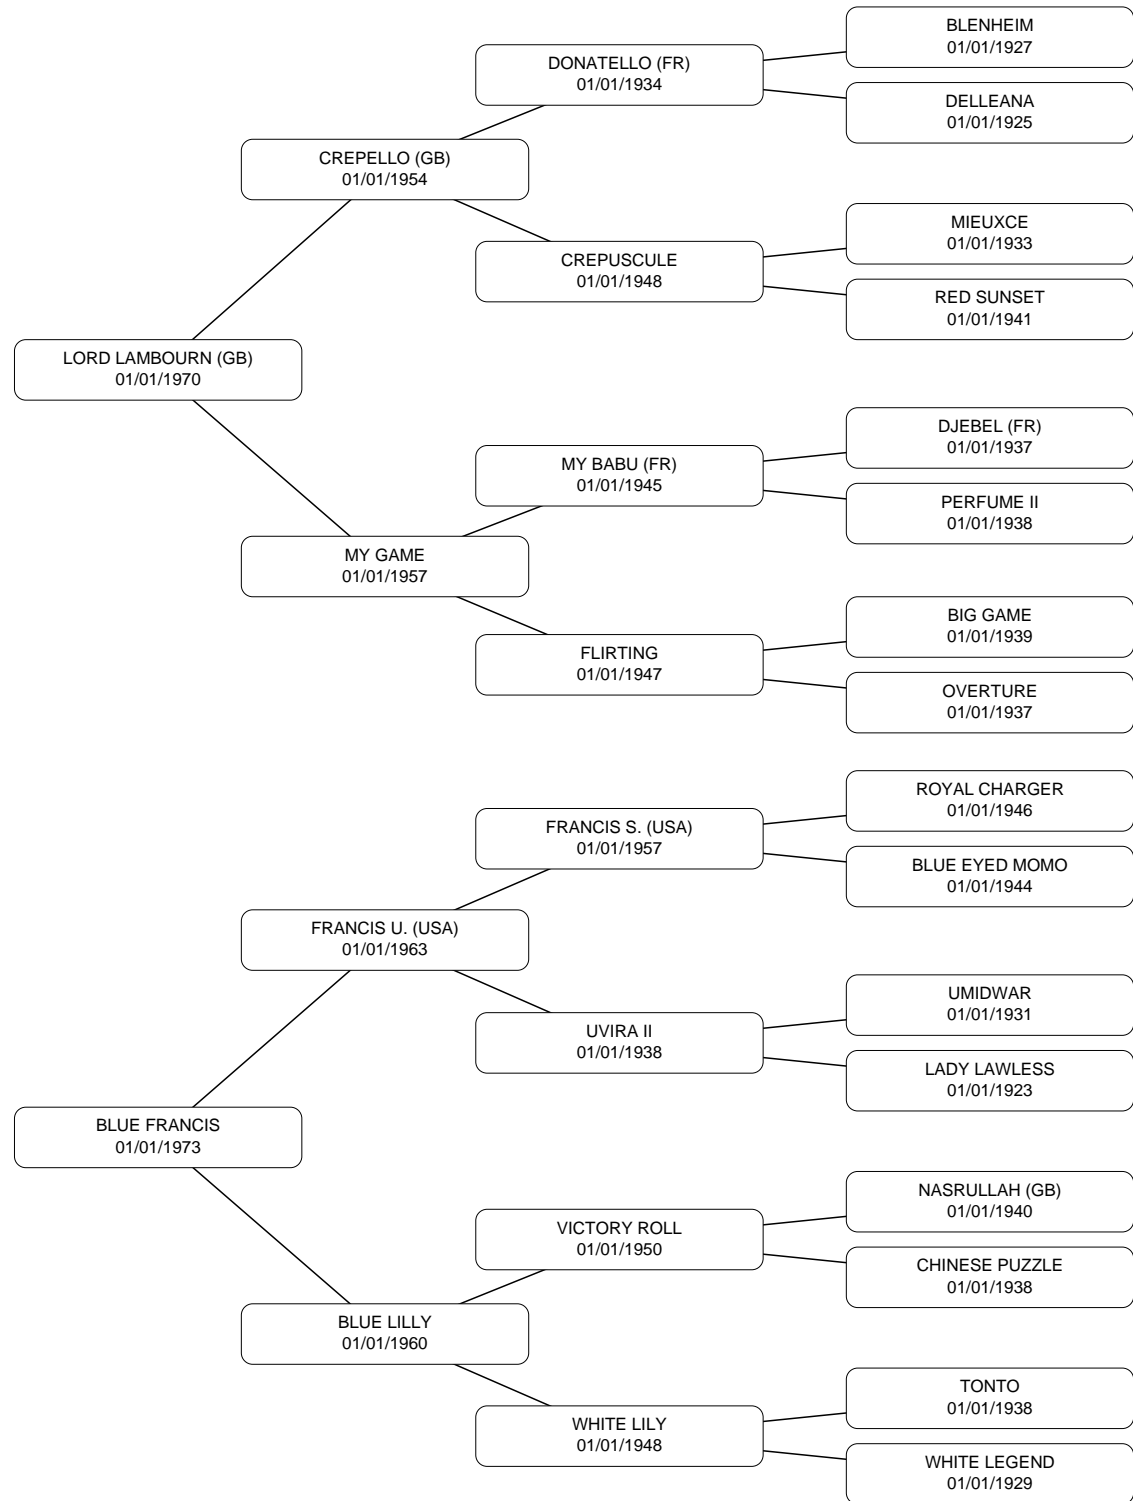 BLENHEIM
01/01/1927
DONATELLO (FR)
01/01/1934
DELLEANA
01/01/1925
CREPELLO (GB)
01/01/1954
MIEUXCE
01/01/1933
CREPUSCULE
01/01/1948
RED SUNSET
01/01/1941
LORD LAMBOURN (GB)
01/01/1970
DJEBEL (FR)
01/01/1937
MY BABU (FR)
01/01/1945
PERFUME II
01/01/1938
MY GAME
01/01/1957
BIG GAME
01/01/1939
FLIRTING
01/01/1947
OVERTURE
01/01/1937
ROYAL CHARGER
01/01/1946
FRANCIS S. (USA)
01/01/1957
BLUE EYED MOMO
01/01/1944
FRANCIS U. (USA)
01/01/1963
UMIDWAR
01/01/1931
UVIRA II
01/01/1938
LADY LAWLESS
01/01/1923
BLUE FRANCIS
01/01/1973
NASRULLAH (GB)
01/01/1940
VICTORY ROLL
01/01/1950
CHINESE PUZZLE
01/01/1938
BLUE LILLY
01/01/1960
TONTO
01/01/1938
WHITE LILY
01/01/1948
WHITE LEGEND
01/01/1929